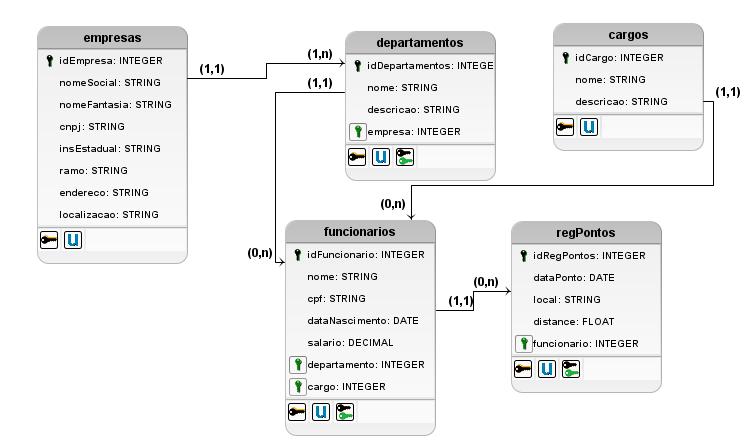 empresas
idEmpresa: INTEGER
nomeSocial: STRING
nomeFantasia: STRING
cnpj: STRING
insEstadual: STRING
ramo: STRING
endereco: STRING
localizacao: STRING
U
(1,1)
(1,n)
departamentos
idDepartamentos: INTEGE
nome: STRING
descricao: STRING
empresa: INTEGER
U
(1,1)
(0,n)
cargos
idCargo: INTEGER
nome: STRING
descricao: STRING
U
(1,1)
(0,n)
funcionarios
idFuncionario: INTEGER
nome: STRING
cpf: STRING
dataNascimento: DATE
salario: DECIMAL
departamento: INTEGER
cargo: INTEGER
U
(1,1)
(0,n)
regPontos
idRegPontos: INTEGER
dataPonto: DATE
local: STRING
distance: FLOAT
funcionario: INTEGER
U